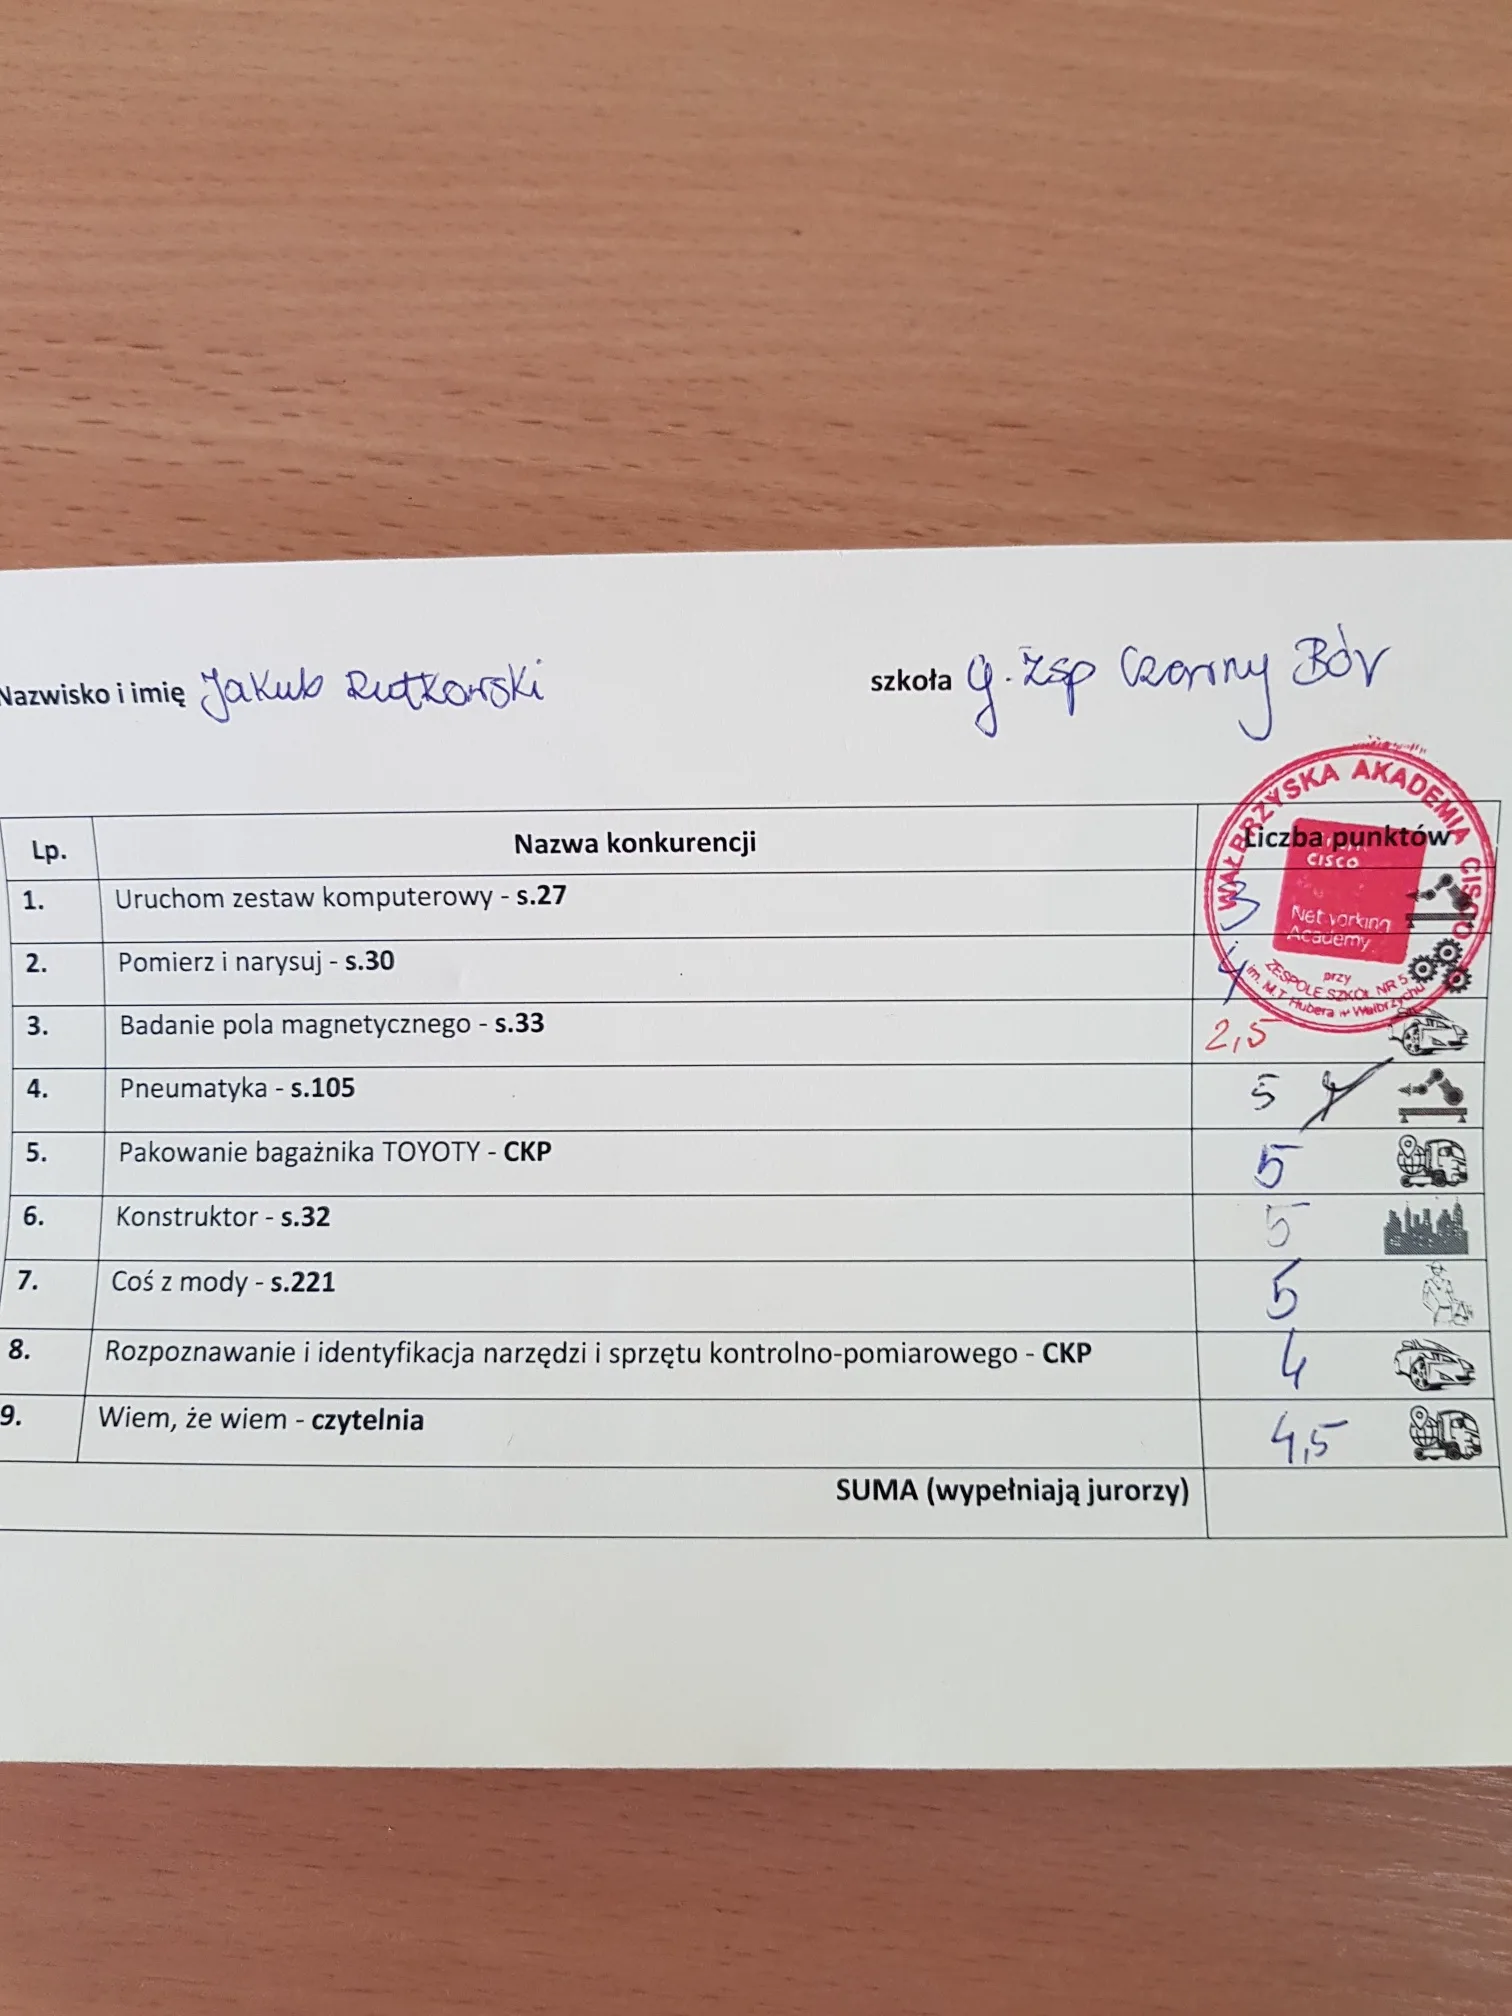 Nazwisko i imię Jakub Rutkowski szkoła G. ZSP Czarny Bór
WAŁBRZYSKA AKADEMIA CISCO
CISCO
Networking
Academy
przy
ZESPOLE SZKÓŁ NR 5
im. M.T. Hubera w Wałbrzychu
Lp. Nazwa konkurencji Liczba punktów
1. Uruchom zestaw komputerowy - s.27 3
2. Pomierz i narysuj - s.30 4
3. Badanie pola magnetycznego - s.33 2,5
4. Pneumatyka - s.105 5
5. Pakowanie bagażnika TOYOTY - CKP 5
6. Konstruktor - s.32 5
7. Coś z mody - s.221 5
8. Rozpoznawanie i identyfikacja narzędzi i sprzętu kontrolno-pomiarowego - CKP 4
9. Wiem, że wiem - czytelnia 4,5
SUMA (wypełniają jurorzy)